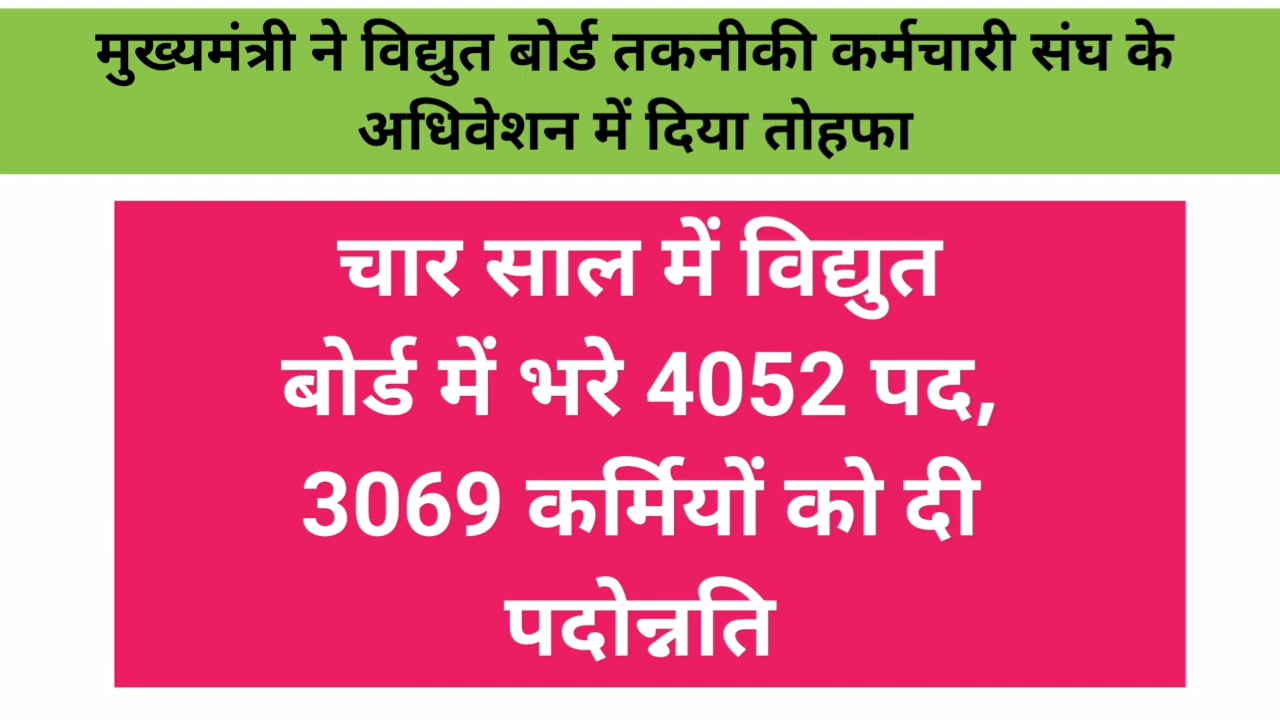 मुख्यमंत्री ने विद्युत बोर्ड तकनीकी कर्मचारी संघ के
अधिवेशन में दिया तोहफा
चार साल में विद्युत
बोर्ड में भरे 4052 पद,
3069 कर्मियों को दी
पदोन्नति